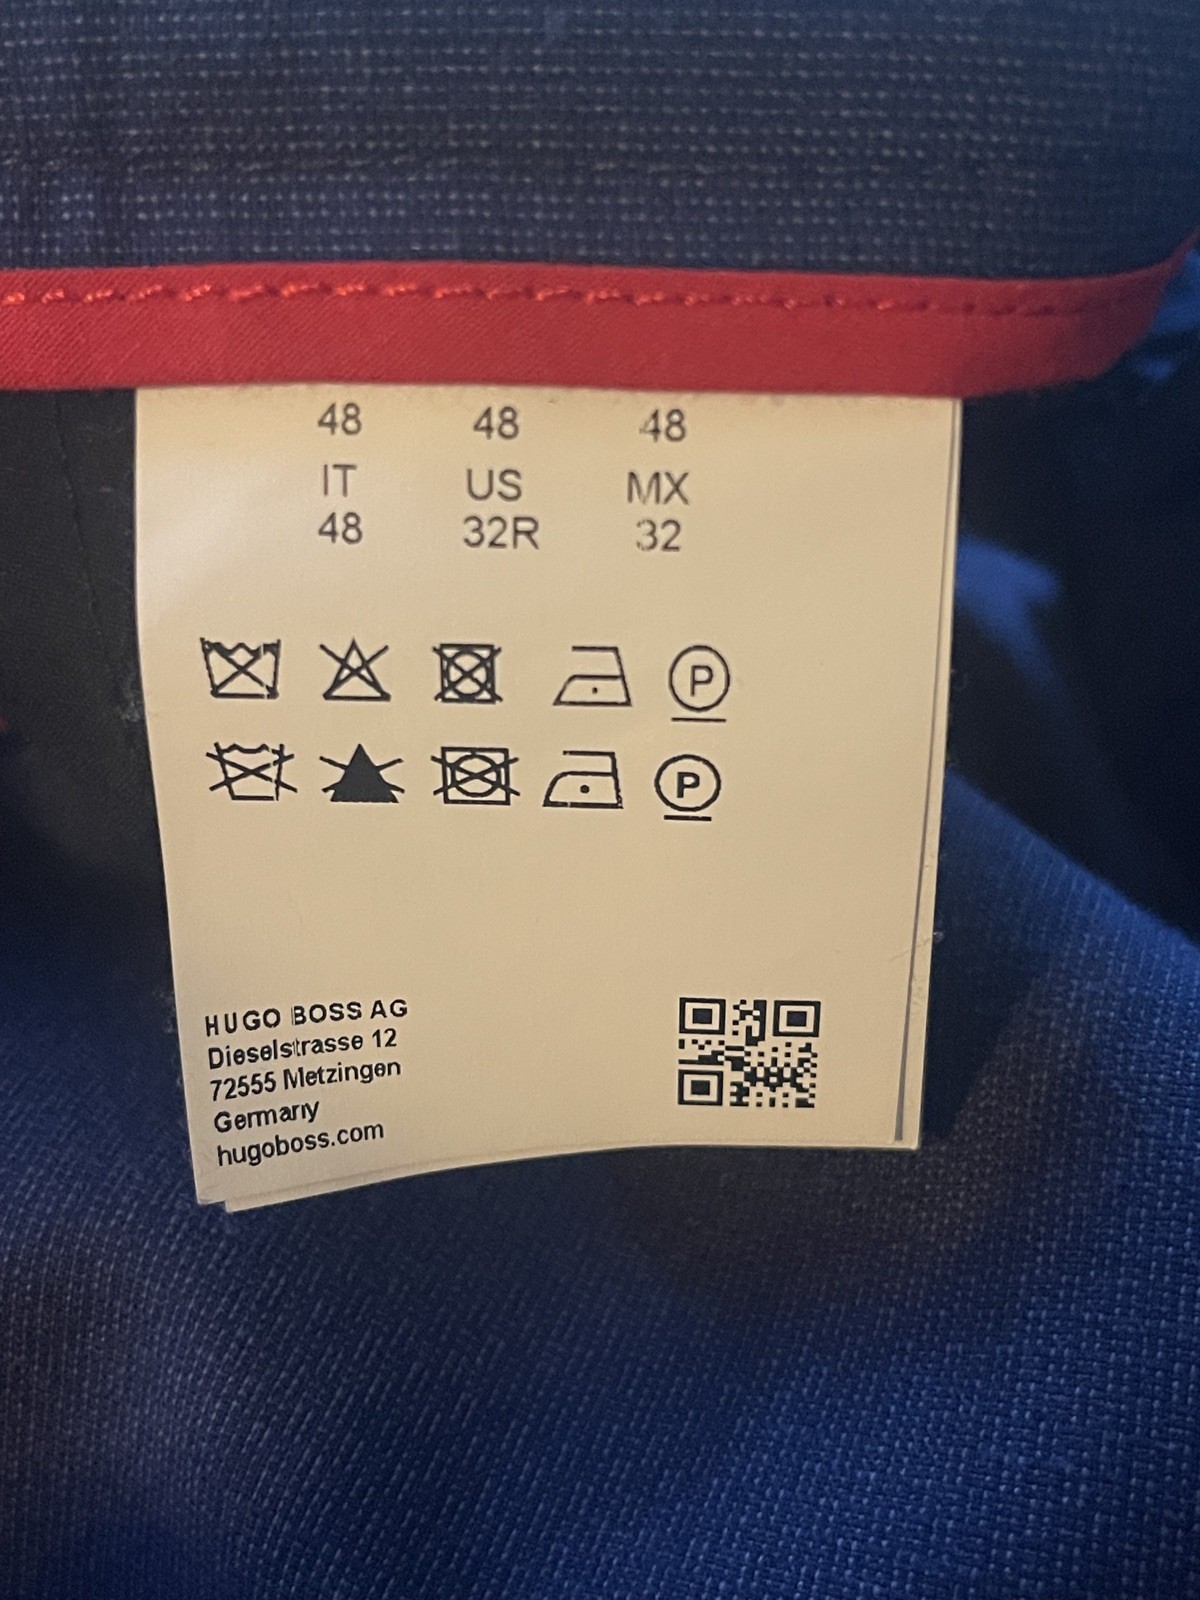 48 48 48
IT US MX
48 32R 32
P
P
HUGO BOSS AG
Dieselstrasse 12
72555 Metzingen
Germany
hugoboss.com